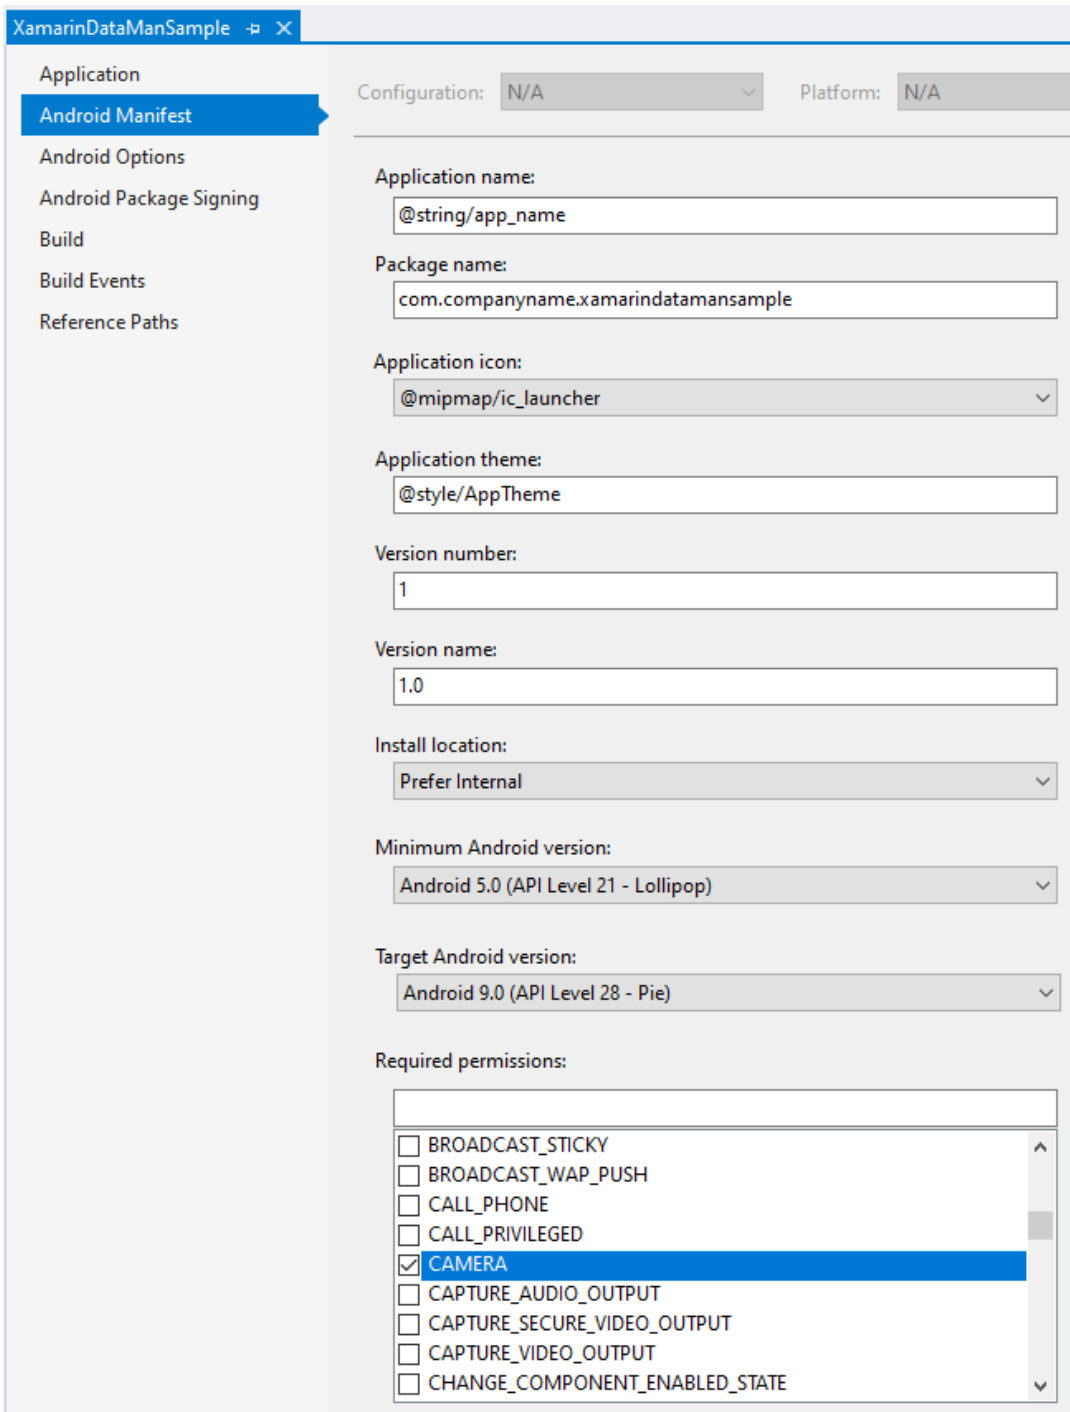 XamarinDataManSample
Application
Android Manifest
Android Options
Android Package Signing
Build
Build Events
Reference Paths
Configuration: N/A Platform: N/A
Application name:
@string/app_name
Package name:
com.companyname.xamarindatamansample
Application icon:
@mipmap/ic_launcher
Application theme:
@style/AppTheme
Version number:
1
Version name:
1.0
Install location:
Prefer Internal
Minimum Android version:
Android 5.0 (API Level 21 - Lollipop)
Target Android version:
Android 9.0 (API Level 28 - Pie)
Required permissions:
BROADCAST_STICKY
BROADCAST_WAP_PUSH
CALL_PHONE
CALL_PRIVILEGED
CAMERA
CAPTURE_AUDIO_OUTPUT
CAPTURE_SECURE_VIDEO_OUTPUT
CAPTURE_VIDEO_OUTPUT
CHANGE_COMPONENT_ENABLED_STATE